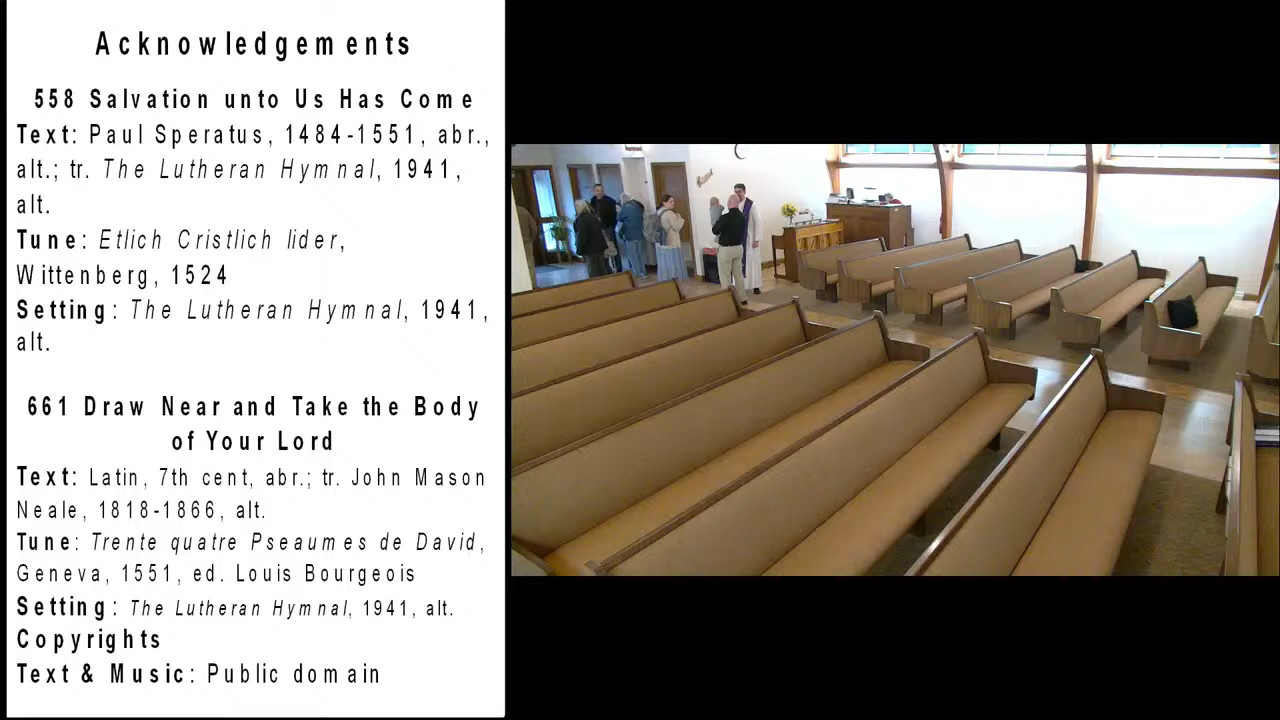 Acknowledgements
558 Salvation unto Us Has Come
Text: Paul Speratus, 1484-1551, abr.,
alt.; tr. The Lutheran Hymnal, 1941,
alt.
Tune: Etlich Cristlich lider,
Wittenberg, 1524
Setting: The Lutheran Hymnal, 1941,
alt.
661 Draw Near and Take the Body
of Your Lord
Text: Latin, 7th cent, abr.; tr. John Mason
Neale, 1818-1866, alt.
Tune: Trente quatre Pseaumes de David,
Geneva, 1551, ed. Louis Bourgeois
Setting: The Lutheran Hymnal, 1941, alt.
Copyrights
Text & Music: Public domain